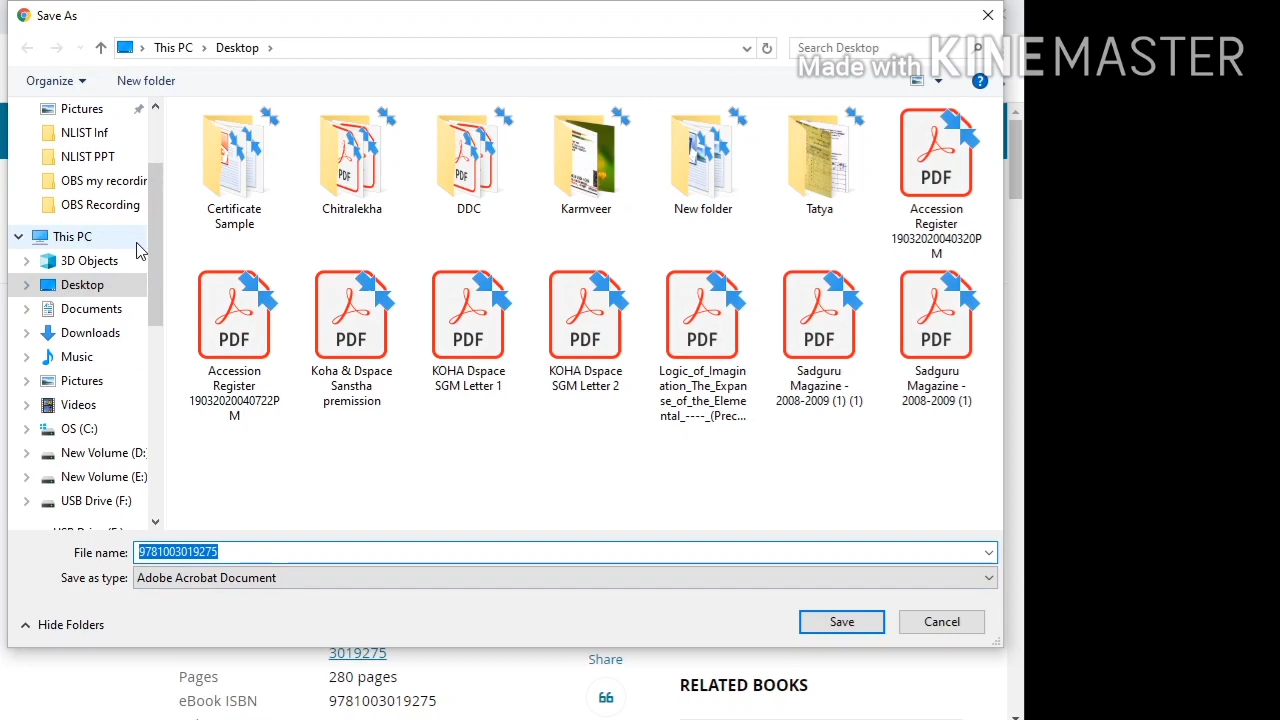 Save As
This PC
Desktop
Search Desktop
Made with KINEMASTER
Organize
New folder
Pictures
NLIST Inf
NLIST PPT
OBS my recordin
OBS Recording
This PC
3D Objects
Desktop
Documents
Downloads
Music
Pictures
Videos
OS (C:)
New Volume (D:)
New Volume (E:)
USB Drive (F:)
Certificate
Sample
Chitralekha
DDC
Karmveer
New folder
Tatya
PDF
Accession
Register
19032020040320P
M
PDF
Accession
Register
19032020040722P
M
PDF
Koha & Dspace
Sanstha
premission
PDF
KOHA Dspace
SGM Letter 1
PDF
KOHA Dspace
SGM Letter 2
PDF
Logic_of_Imagin
ation_The_Expan
se_of_the_Eleme
ntal_----_(Prec...
PDF
Sadguru
Magazine -
2008-2009 (1) (1)
PDF
Sadguru
Magazine -
2008-2009 (1)
File name:
9781003019275
Save as type:
Adobe Acrobat Document
Hide Folders
Save
Cancel
3019275
Share
Pages
280 pages
eBook ISBN
9781003019275
RELATED BOOKS